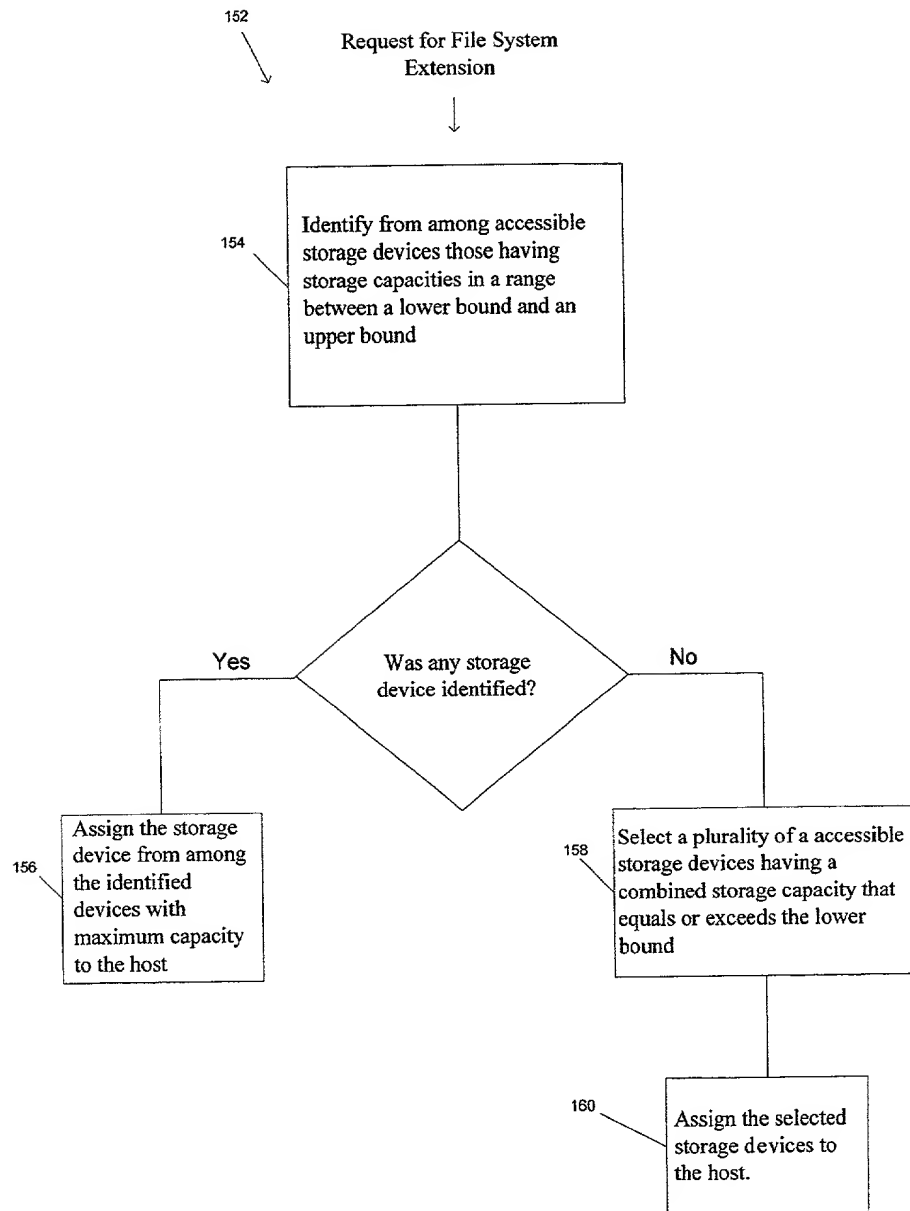 152
Request for File System
Extension
154
Identify from among accessible
storage devices those having
storage capacities in a range
between a lower bound and an
upper bound
Yes
Was any storage
device identified?
No
156
Assign the storage
device from among
the identified
devices with
maximum capacity
to the host
158
Select a plurality of a accessible
storage devices having a
combined storage capacity that
equals or exceeds the lower
bound
160
Assign the selected
storage devices to
the host.